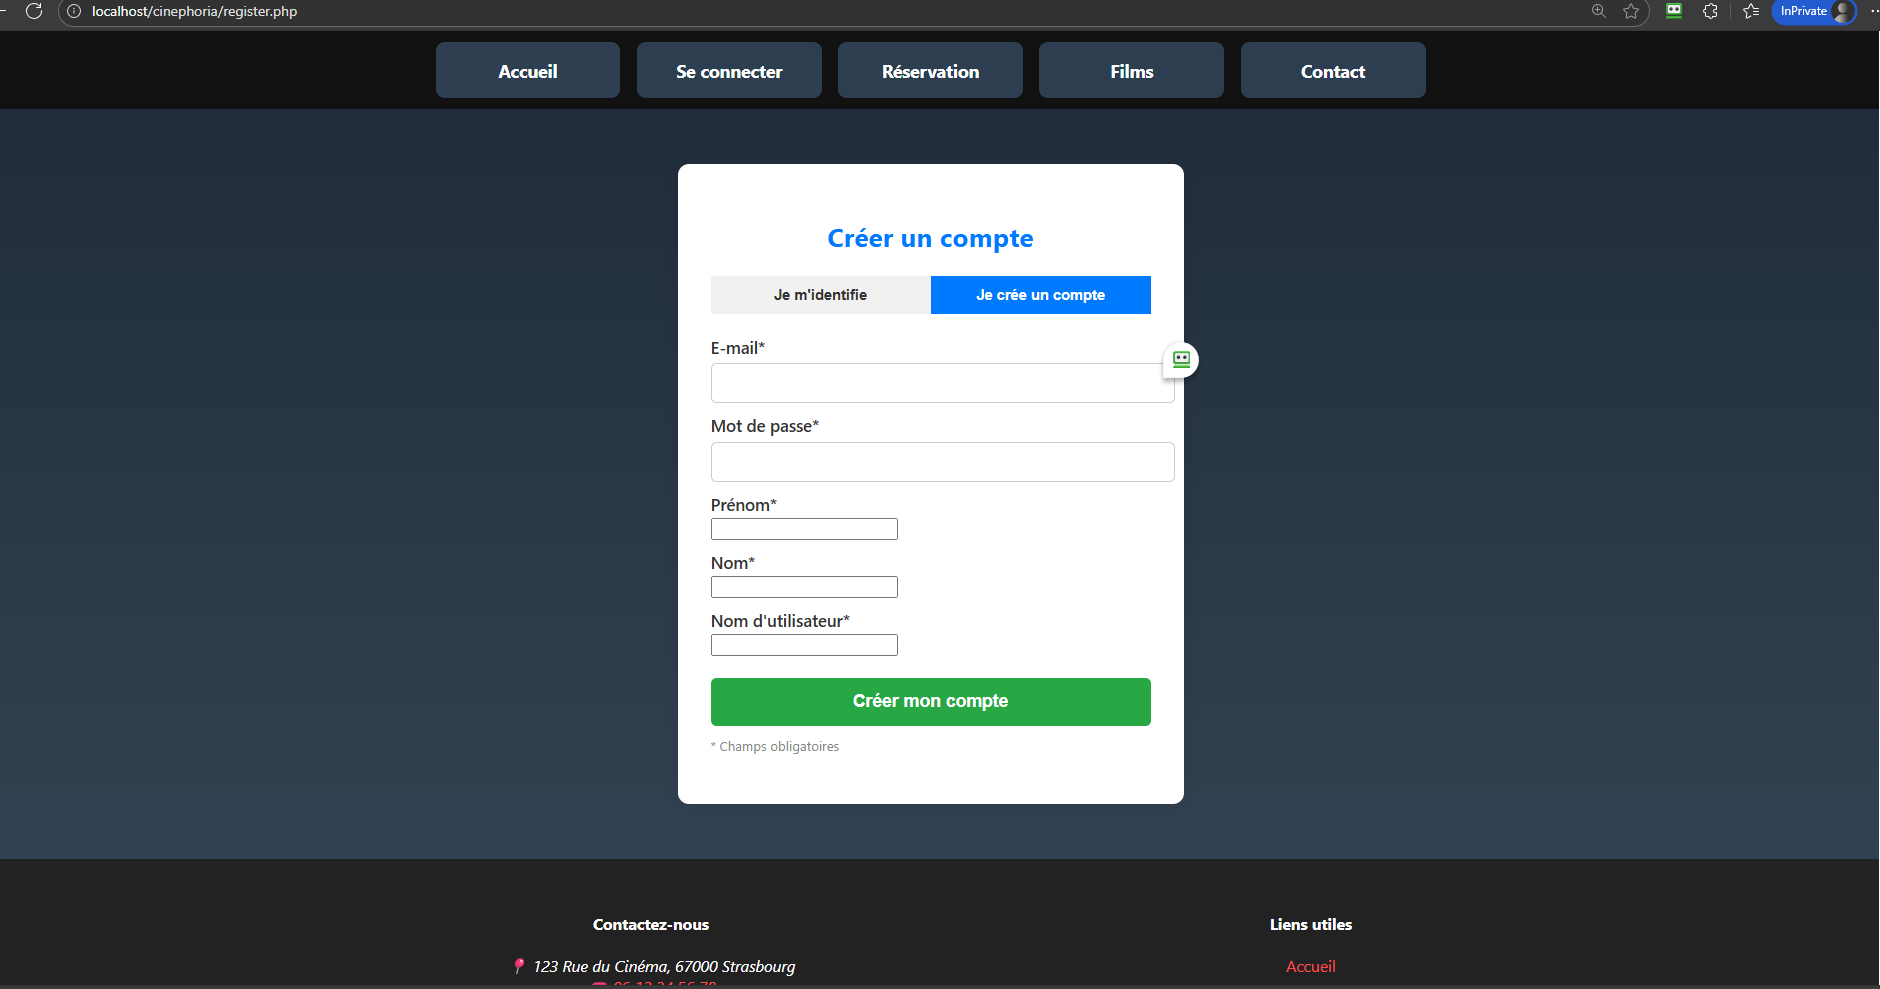 localhost/cinephoria/register.php
InPrivate
Accueil
Se connecter
Réservation
Films
Contact
Créer un compte
Je m'identifie
Je crée un compte
E-mail*
Mot de passe*
Prénom*
Nom*
Nom d'utilisateur*
Créer mon compte
* Champs obligatoires
Contactez-nous
Liens utiles
123 Rue du Cinéma, 67000 Strasbourg
Accueil